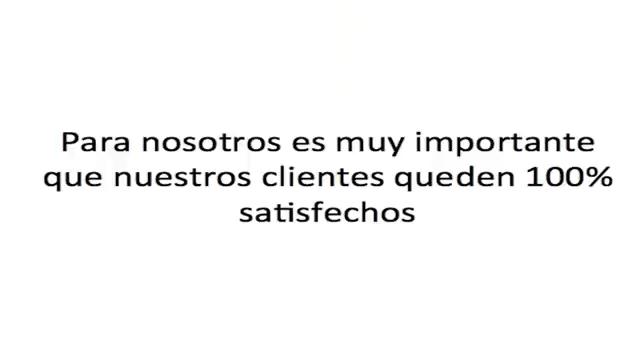 Para nosotros es muy importante
que nuestros clientes queden 100%
satisfechos